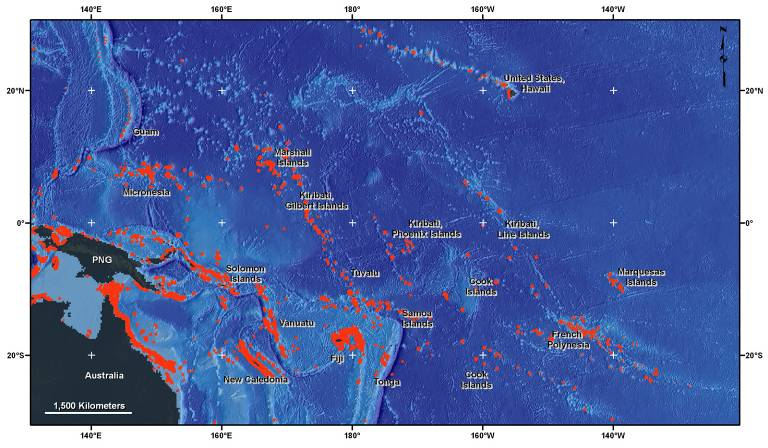 140°E 160°E 180° 160°W 140°W
N
United States,
Hawaii
20°N 20°N
Guam
Marshall
Islands
Micronesia
Kiribati,
Gilbert Islands
0° 0°
Kiribati,
Phoenix Islands
Kiribati,
Line Islands
PNG
Solomon
Islands
Tuvalu
Cook
Islands
Marquesas
Islands
Samoa
Islands
Vanuatu
French
Polynesia
20°S 20°S
Fiji
Australia
New Caledonia
Tonga
Cook
Islands
1,500 Kilometers
140°E 160°E 180° 160°W 140°W